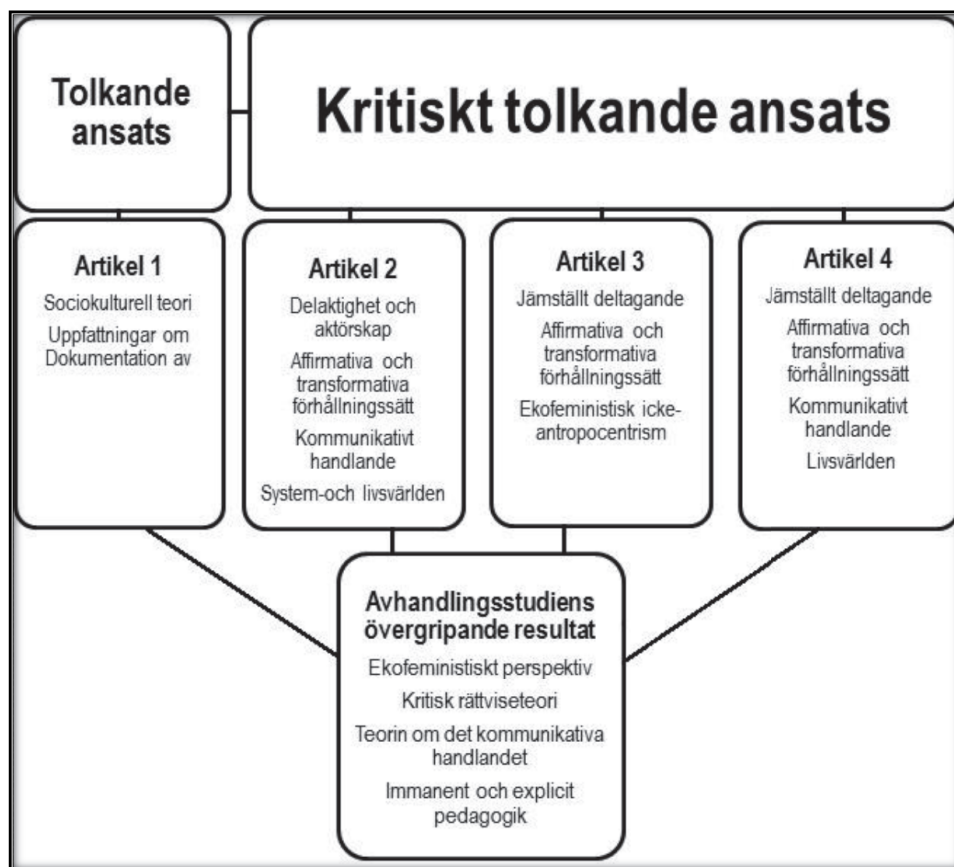 Tolkande
ansats
Kritiskt tolkande ansats
Artikel 1
Sociokulturell teori
Uppfattningar om
Dokumentation av
Artikel 2
Delaktighet och
aktörskap
Affirmativa och
transformativa
förhållningssätt
Kommunikativt
handlande
System-och livsvärlden
Artikel 3
Jämställt deltagande
Affirmativa och
transformativa
förhållningssätt
Ekofeministisk icke-
antropocentrism
Artikel 4
Jämställt deltagande
Affirmativa och
transformativa
förhållningssätt
Kommunikativt
handlande
Livsvärlden
Avhandlingsstudiens
övergripande resultat
Ekofeministiskt perspektiv
Kritisk rättviseteori
Teorin om det kommunikativa
handlandet
Immanent och explicit
pedagogik